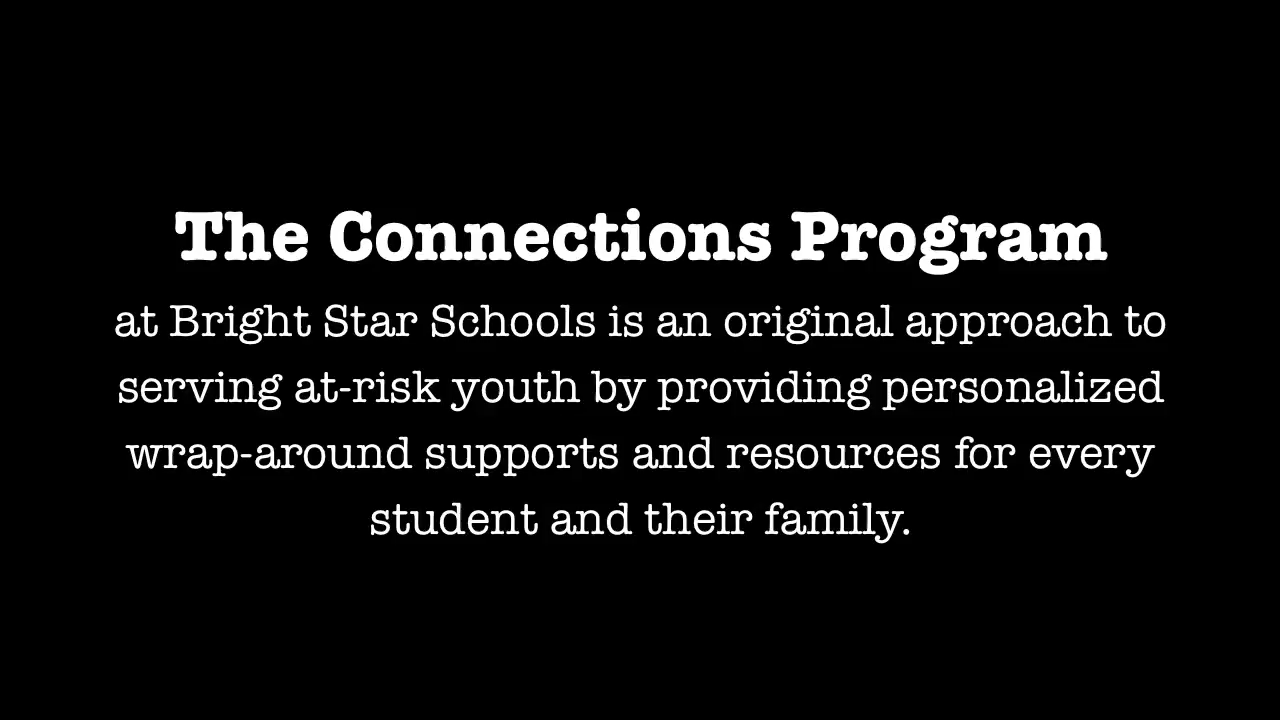 The Connections Program
at Bright Star Schools is an original approach to
serving at-risk youth by providing personalized
wrap-around supports and resources for every
student and their family.